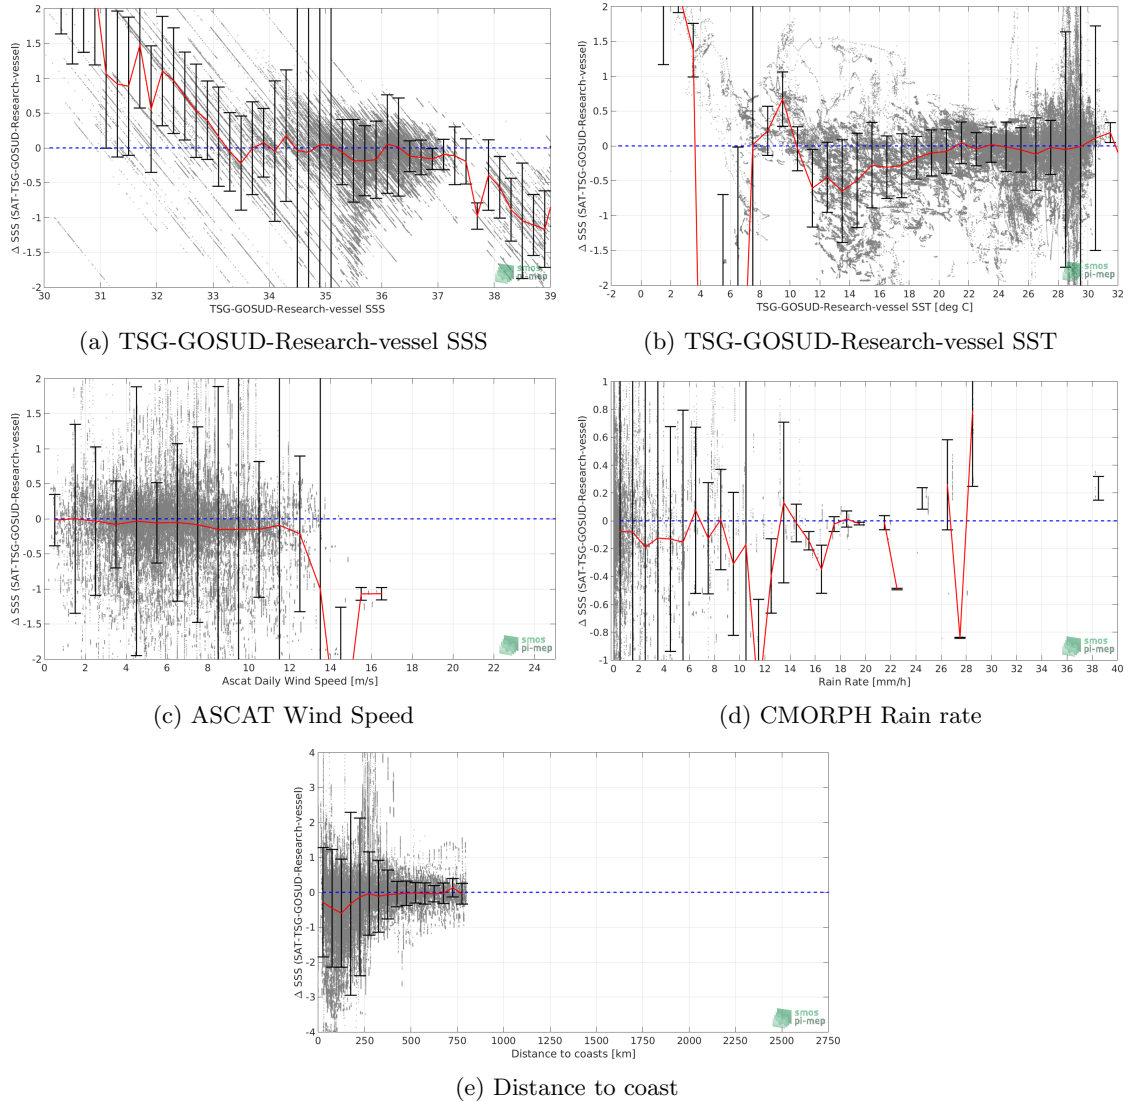 Δ SSS (SAT-TSG-GOSUD-Research-vessel)
2
1.5
1
0.5
0
-0.5
-1
-1.5
-2
30 31 32 33 34 35 36 37 38 39
TSG-GOSUD-Research-vessel SSS
smos
pi-mep
(a) TSG-GOSUD-Research-vessel SSS
Δ SSS (SAT-TSG-GOSUD-Research-vessel)
2
1.5
1
0.5
0
-0.5
-1
-1.5
-2
-2 0 2 4 6 8 10 12 14 16 18 20 22 24 26 28 30 32
TSG-GOSUD-Research-vessel SST [deg C]
smos
pi-mep
(b) TSG-GOSUD-Research-vessel SST
Δ SSS (SAT-TSG-GOSUD-Research-vessel)
2
1.5
1
0.5
0
-0.5
-1
-1.5
-2
0 2 4 6 8 10 12 14 16 18 20 22 24
Ascat Daily Wind Speed [m/s]
smos
pi-mep
(c) ASCAT Wind Speed
Δ SSS (SAT-TSG-GOSUD-Research-vessel)
1
0.8
0.6
0.4
0.2
0
-0.2
-0.4
-0.6
-0.8
-1
0 2 4 6 8 10 12 14 16 18 20 22 24 26 28 30 32 34 36 38 40
Rain Rate [mm/h]
smos
pi-mep
(d) CMORPH Rain rate
Δ SSS (SAT-TSG-GOSUD-Research-vessel)
4
3
2
1
0
-1
-2
-3
-4
0 250 500 750 1000 1250 1500 1750 2000 2250 2500 2750
Distance to coasts [km]
smos
pi-mep
(e) Distance to coast